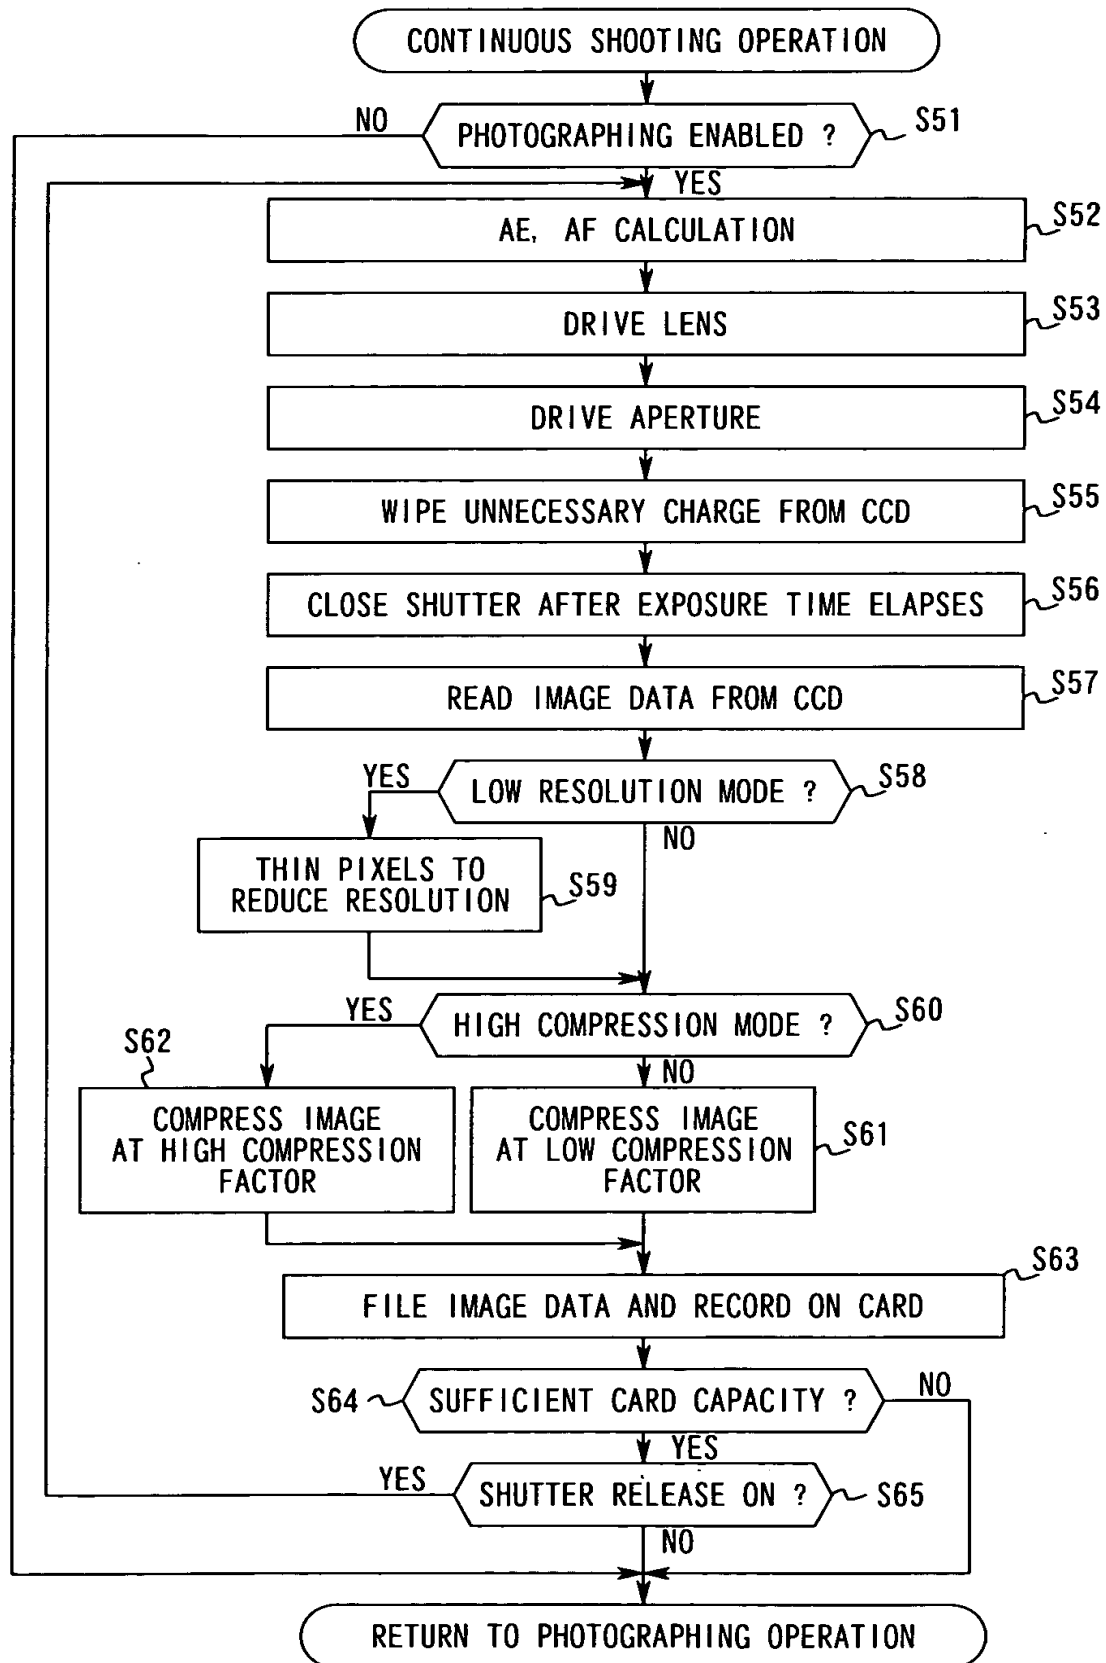 CONTINUOUS SHOOTING OPERATION
NO
PHOTOGRAPHING ENABLED ?
S51
YES
AE, AF CALCULATION
S52
DRIVE LENS
S53
DRIVE APERTURE
S54
WIPE UNNECESSARY CHARGE FROM CCD
S55
CLOSE SHUTTER AFTER EXPOSURE TIME ELAPSES
S56
READ IMAGE DATA FROM CCD
S57
YES
LOW RESOLUTION MODE ?
S58
NO
THIN PIXELS TO
REDUCE RESOLUTION
S59
YES
HIGH COMPRESSION MODE ?
S60
NO
S62
COMPRESS IMAGE
AT HIGH COMPRESSION
FACTOR
COMPRESS IMAGE
AT LOW COMPRESSION
FACTOR
S61
FILE IMAGE DATA AND RECORD ON CARD
S63
S64
SUFFICIENT CARD CAPACITY ?
NO
YES
YES
SHUTTER RELEASE ON ?
S65
NO
RETURN TO PHOTOGRAPHING OPERATION